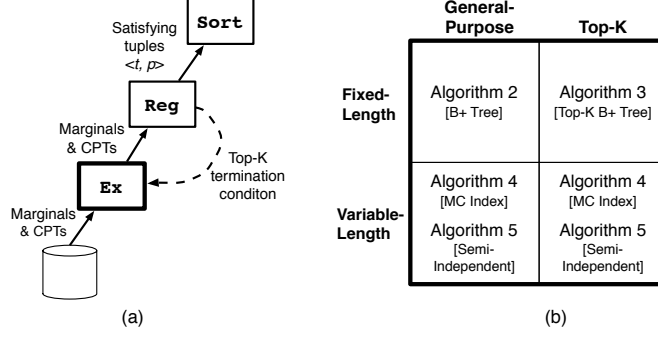 Sort
Satisfying
tuples
<t, p>
Reg
Marginals
& CPTs
Top-K
termination
conditon
Ex
Marginals
& CPTs
(a)
General-
Purpose
Top-K
Fixed-
Length
Algorithm 2
[B+ Tree]
Algorithm 3
[Top-K B+ Tree]
Variable-
Length
Algorithm 4
[MC Index]
Algorithm 5
[Semi-
Independent]
Algorithm 4
[MC Index]
Algorithm 5
[Semi-
Independent]
(b)